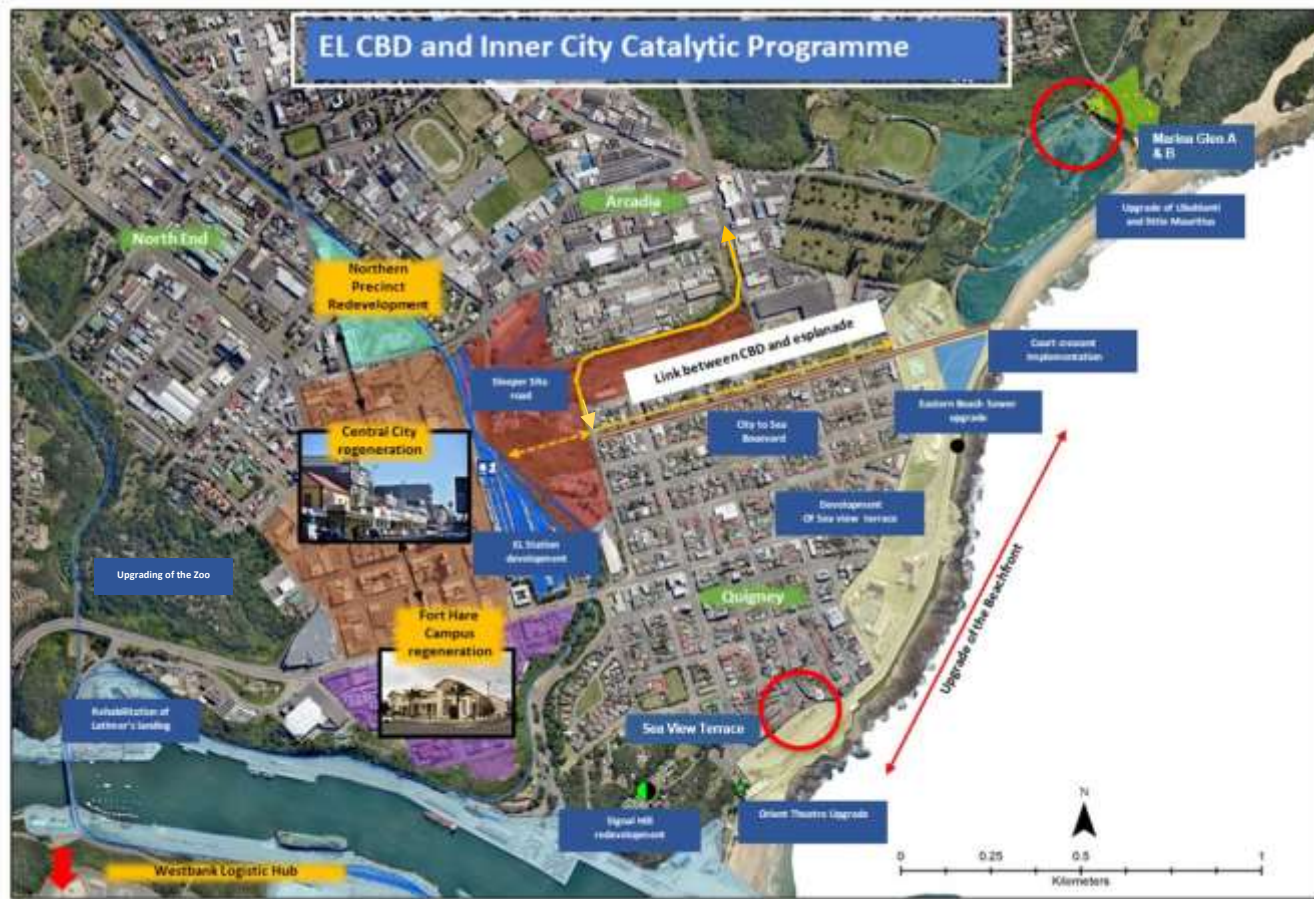 EL CBD and Inner City Catalytic Programme
Marina Glen A
& B
Upgrade of
and little Mauritius
Arcadia
North End
Northern
Precinct
Redevelopment
Link between CBD and esplanade
Court crescent
Implementation
Sleeper Site
road
Eastern Beach Sewer
upgrade
City to Sea
Boulevard
Central City
regeneration
Development
Of Sea view terrace
EL Station
development
Upgrading of the Zoo
Quigney
Upgrade of the Beachfront
Fort Hare
Campus
regeneration
Rehabilitation of
Latimer's landing
Sea View Terrace
Signal Hill
redevelopment
Orient Theatre Upgrade
Westbank Logistic Hub
N
0 0.25 0.5 1
Kilometers